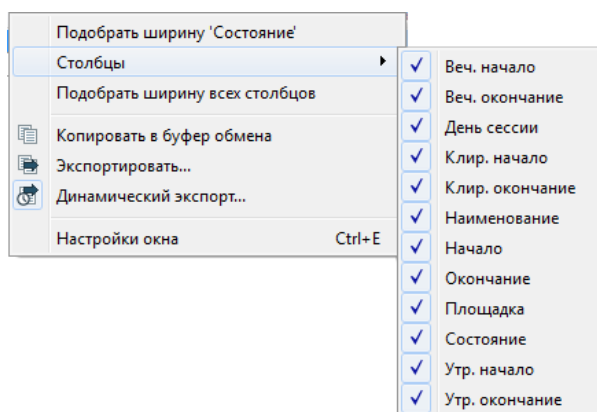 Подобрать ширину 'Состояние'
Столбцы
Подобрать ширину всех столбцов
Копировать в буфер обмена
Экспортировать...
Динамический экспорт...
Настройки окна Ctrl+E
Веч. начало
Веч. окончание
День сессии
Клир. начало
Клир. окончание
Наименование
Начало
Окончание
Площадка
Состояние
Утр. начало
Утр. окончание